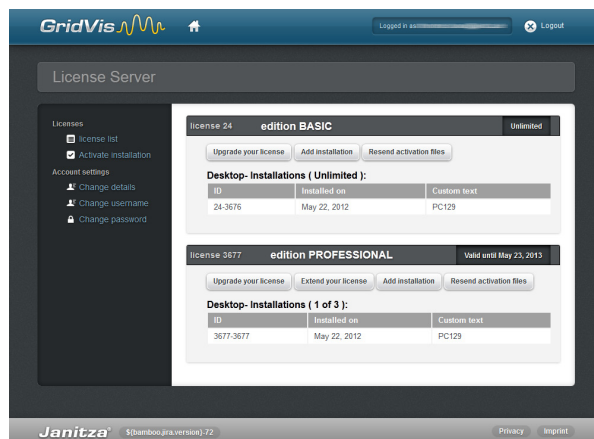 GridVis
Logged in as
Logout
License Server
Licenses
license list
Activate installation
Account settings
Change details
Change username
Change password
license 24 edition BASIC Unlimited
Upgrade your license Add installation Resend activation files
Desktop- Installations ( Unlimited ):
ID Installed on Custom text
24-3676 May 22, 2012 PC129
license 3677 edition PROFESSIONAL Valid until May 23, 2013
Upgrade your license Extend your license Add installation Resend activation files
Desktop- Installations ( 1 of 3 ):
ID Installed on Custom text
3677-3677 May 22, 2012 PC129
Janitza® ${bamboo.jira.version}-72 Privacy Imprint